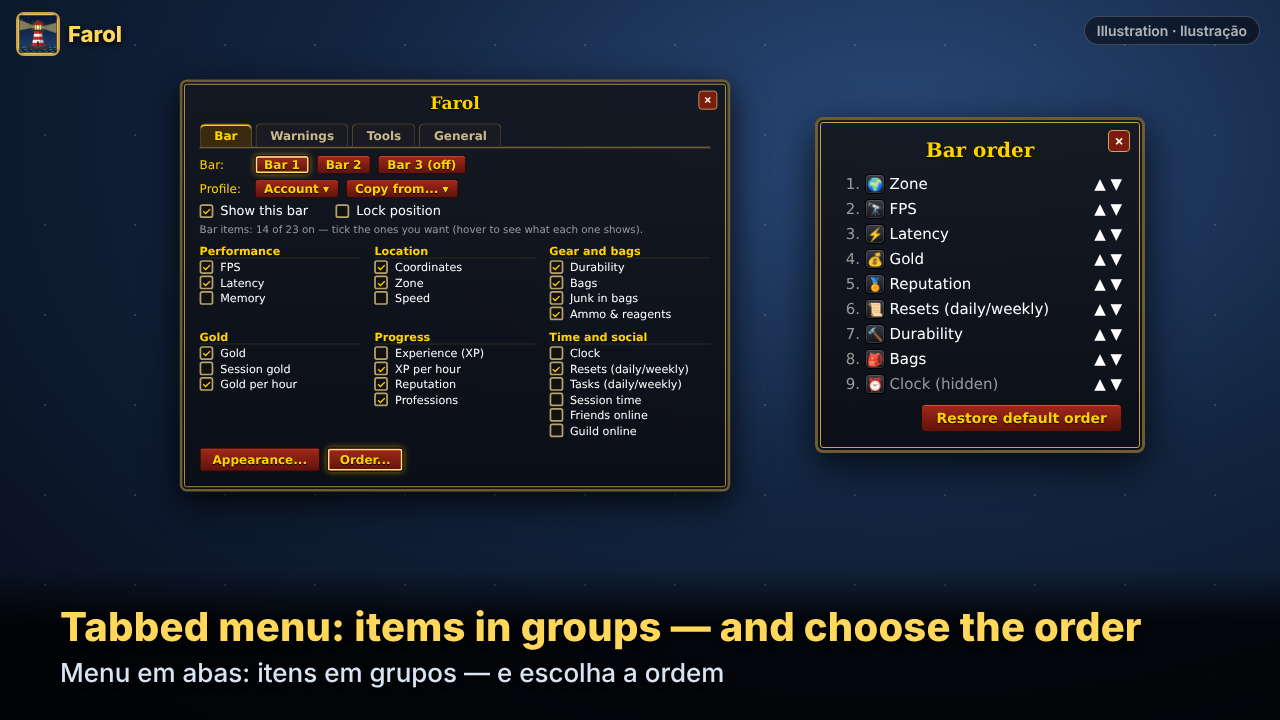 Farol
Illustration · Ilustração
Farol
×
Bar Warnings Tools General
Bar: Bar 1 Bar 2 Bar 3 (off)
Profile: Account ▾ Copy from... ▾
Show this bar Lock position
Bar items: 14 of 23 on — tick the ones you want (hover to see what each one shows).
Performance
FPS
Latency
Memory
Location
Coordinates
Zone
Speed
Gear and bags
Durability
Bags
Junk in bags
Ammo & reagents
Gold
Gold
Session gold
Gold per hour
Progress
Experience (XP)
XP per hour
Reputation
Professions
Time and social
Clock
Resets (daily/weekly)
Tasks (daily/weekly)
Session time
Friends online
Guild online
Appearance... Order...
Bar order
×
1. Zone ▲▼
2. FPS ▲▼
3. Latency ▲▼
4. Gold ▲▼
5. Reputation ▲▼
6. Resets (daily/weekly) ▲▼
7. Durability ▲▼
8. Bags ▲▼
9. Clock (hidden) ▲▼
Restore default order
Tabbed menu: items in groups — and choose the order
Menu em abas: itens em grupos — e escolha a ordem